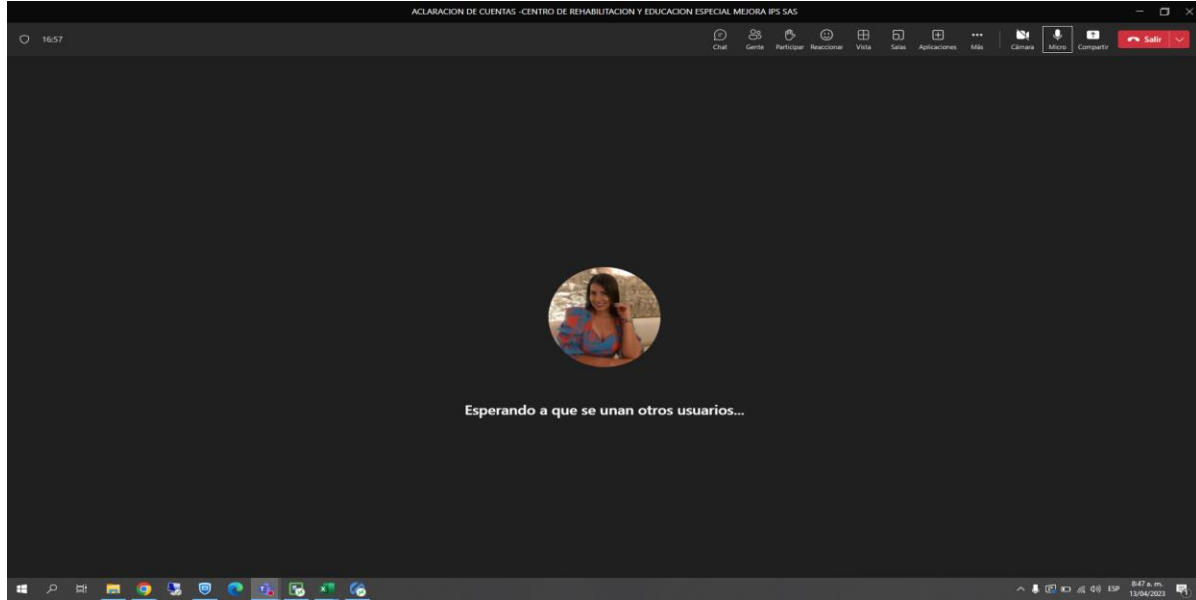 ACLARACION DE CUENTAS -CENTRO DE REHABILITACION Y EDUCACION ESPECIAL MEJORA IPS SAS
16:57
Chat Gente Participar Reaccionar Vista Salas Aplicaciones Más Cámara Micro Compartir Salir
Esperando a que se unan otros usuarios...
ESP
8:47 a. m.
13/04/2023